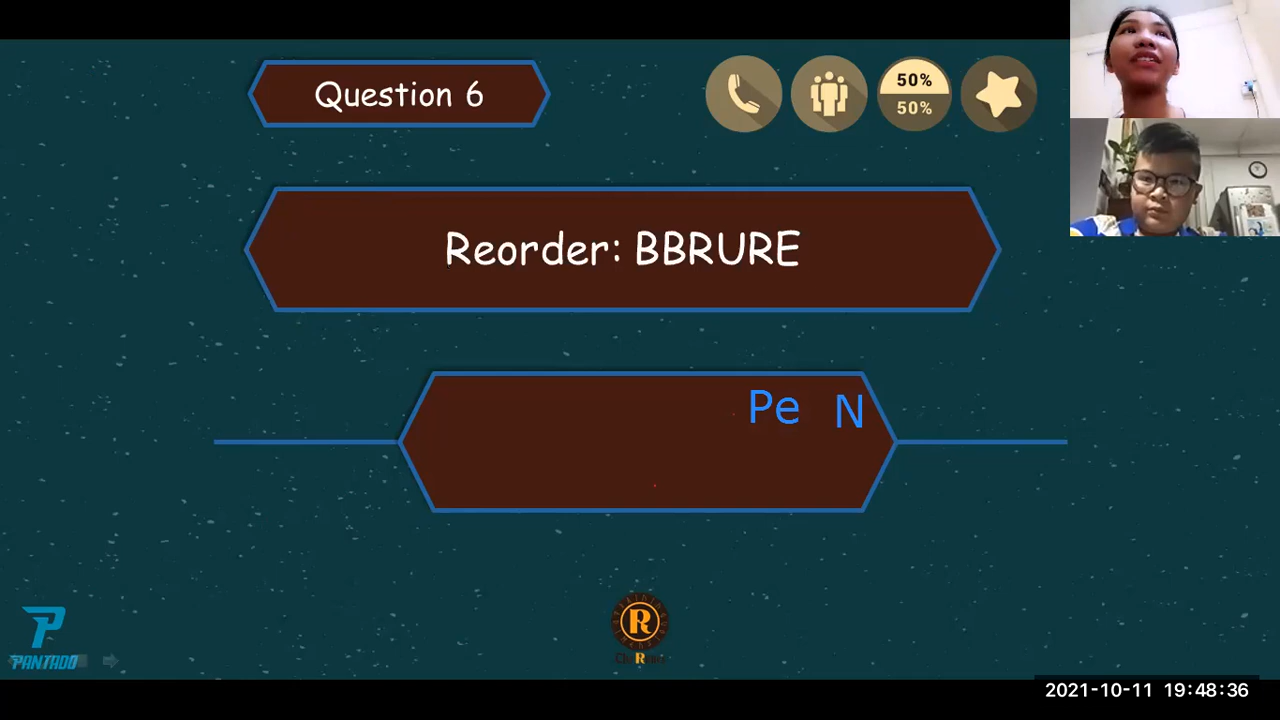 Question 6
50%
50%
Reorder: BBRURE
Pe N
R
PANTADO
2021-10-11 19:48:36